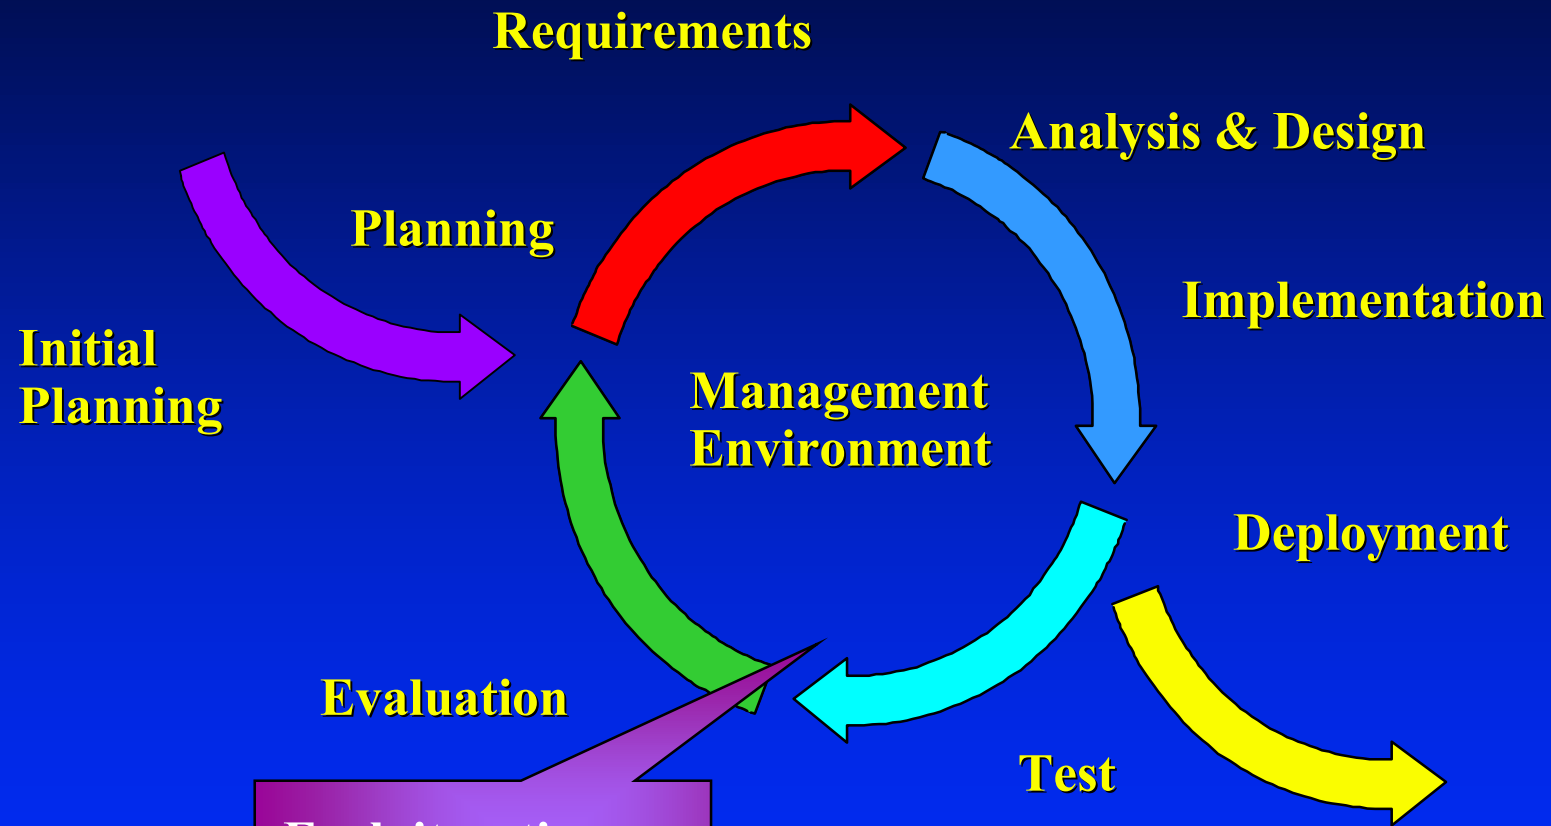 Requirements
Analysis & Design
Planning
Implementation
Initial
Planning
Management
Environment
Deployment
Evaluation
Test